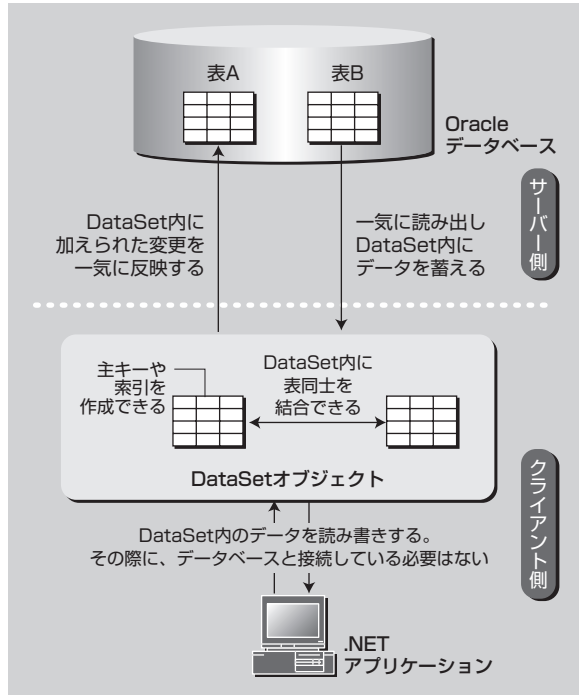 表A
表B
Oracle
データベース
サーバー側
DataSet内に
加えられた変更を
一気に反映する
一気に読み出し
DataSet内に
データを蓄える
主キーや
索引を
作成できる
DataSet内に
表同士を
結合できる
DataSetオブジェクト
クライアント側
DataSet内のデータを読み書きする。
その際に、データベースと接続している必要はない
.NET
アプリケーション